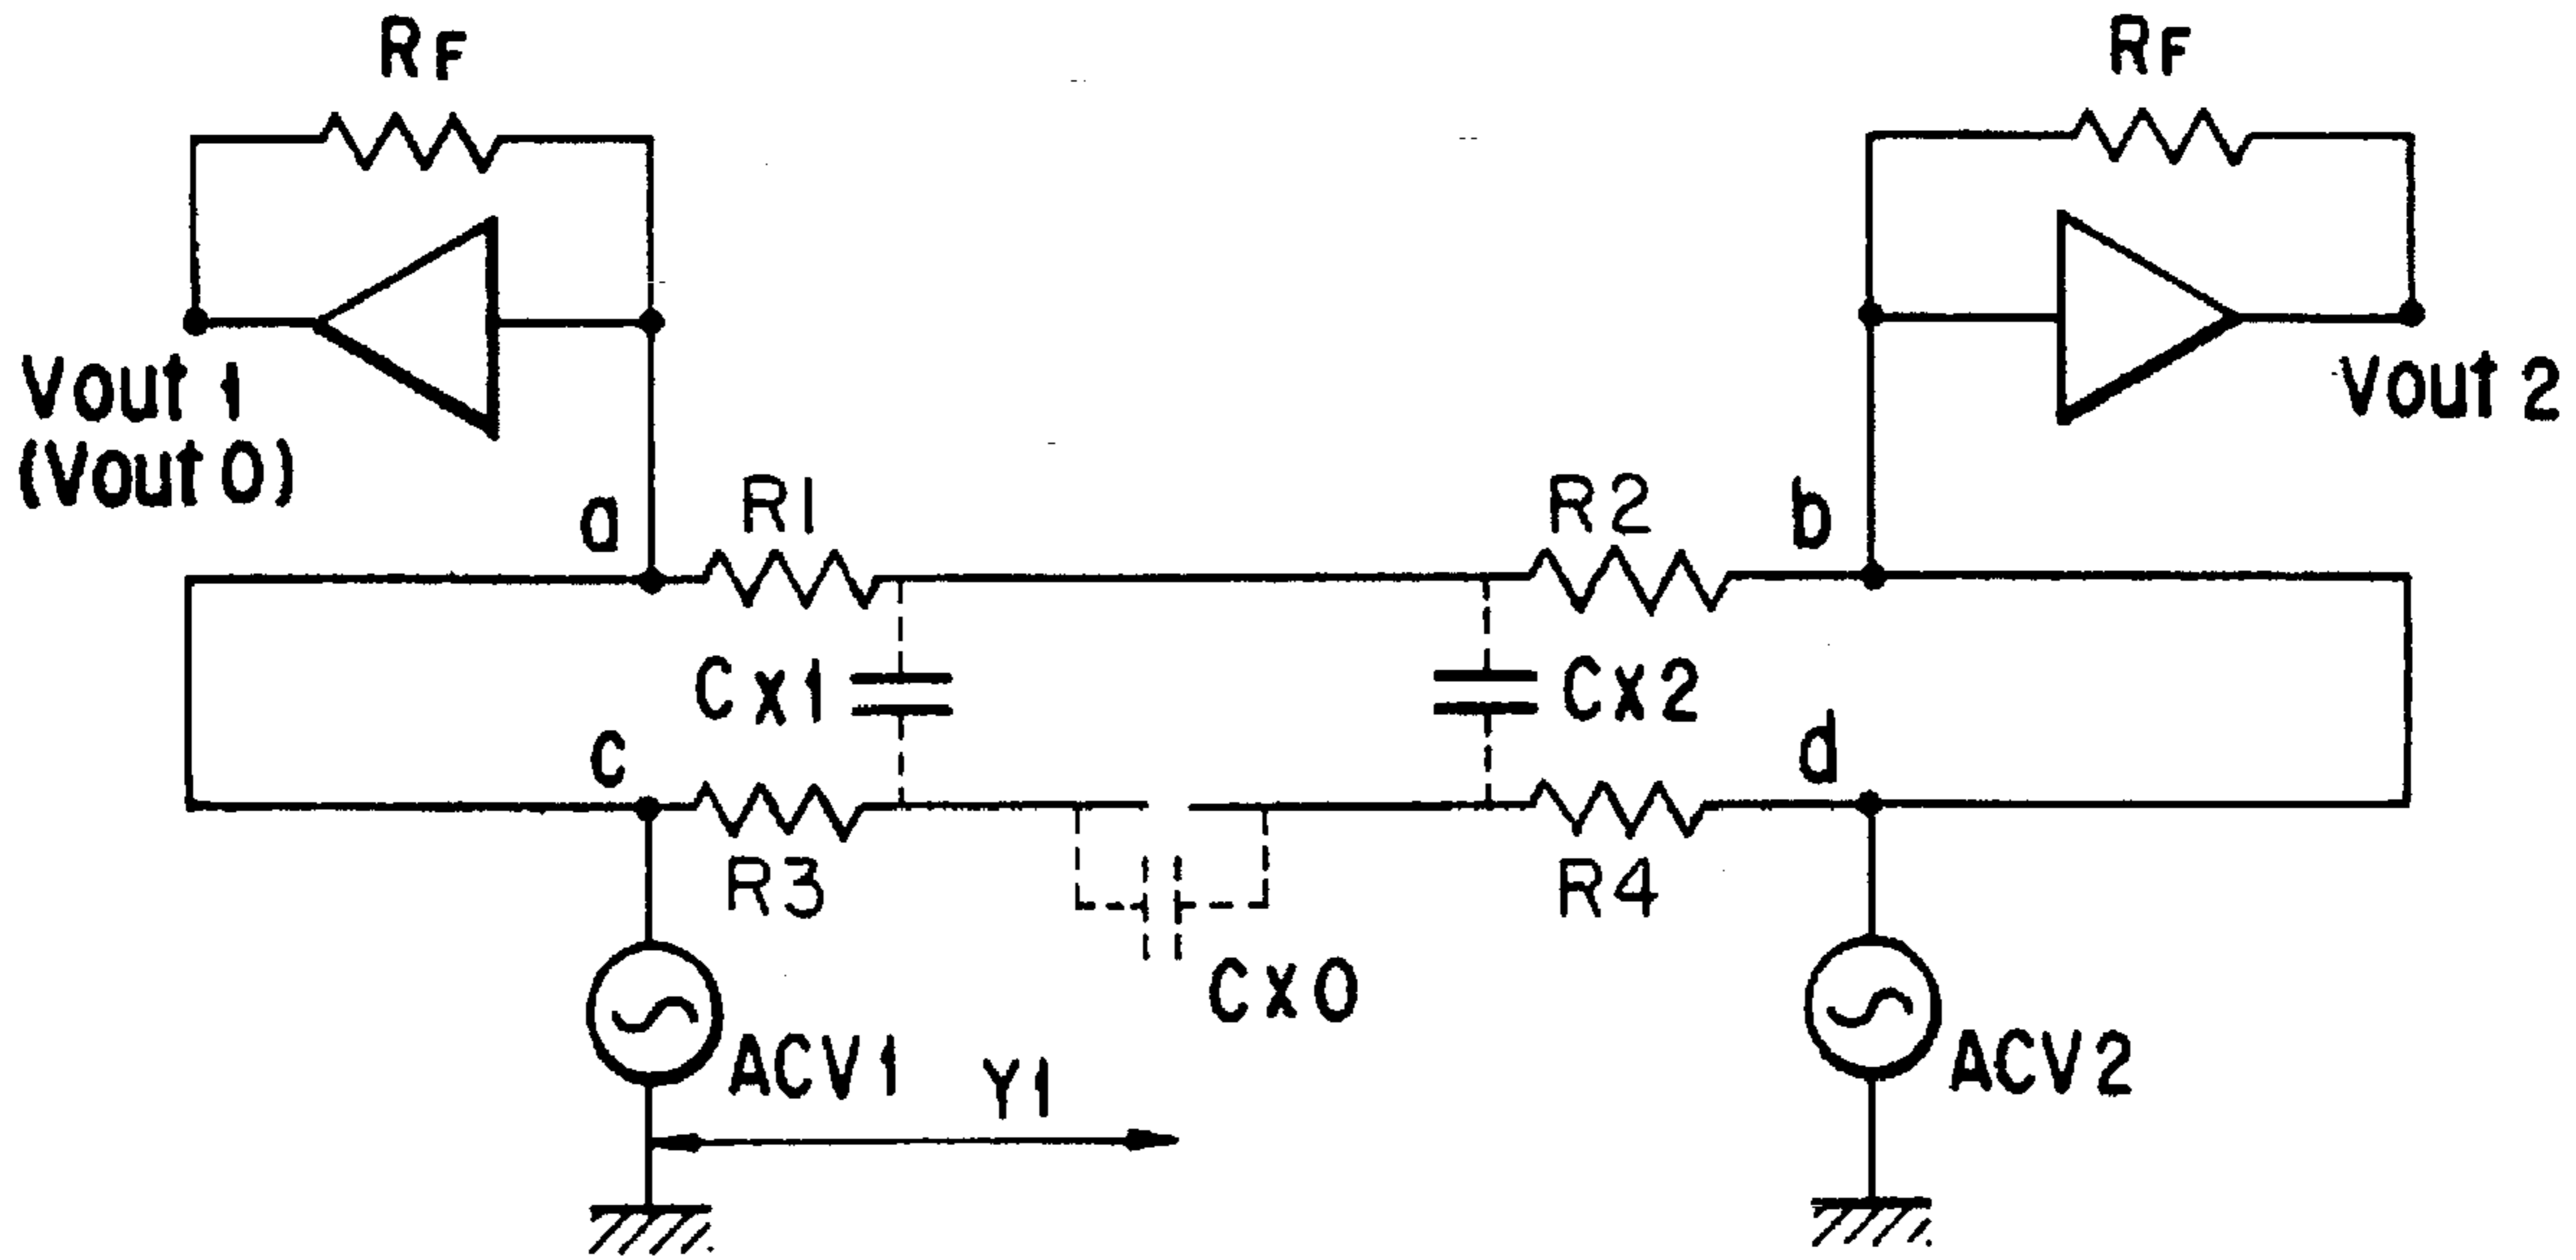 RF
RF
Vout 1
(Vout 0)
Vout 2
a
R1
R2
b
Cx1
Cx2
c
d
R3
R4
Cx0
ACV1
Y1
ACV2